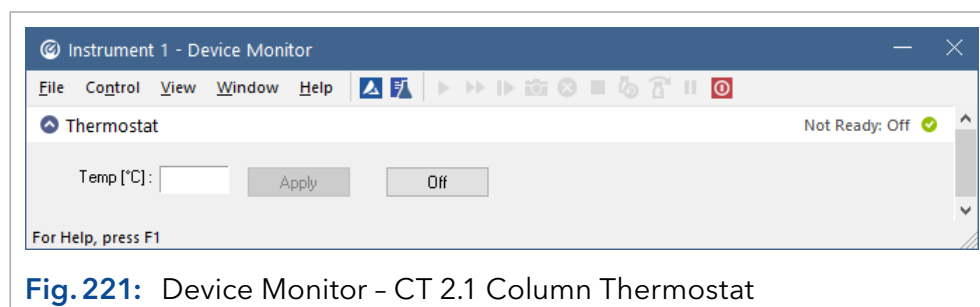 Instrument 1 - Device Monitor
File Control View Window Help
Thermostat Not Ready: Off
Temp [°C] : Apply Off
For Help, press F1
Fig. 221: Device Monitor – CT 2.1 Column Thermostat